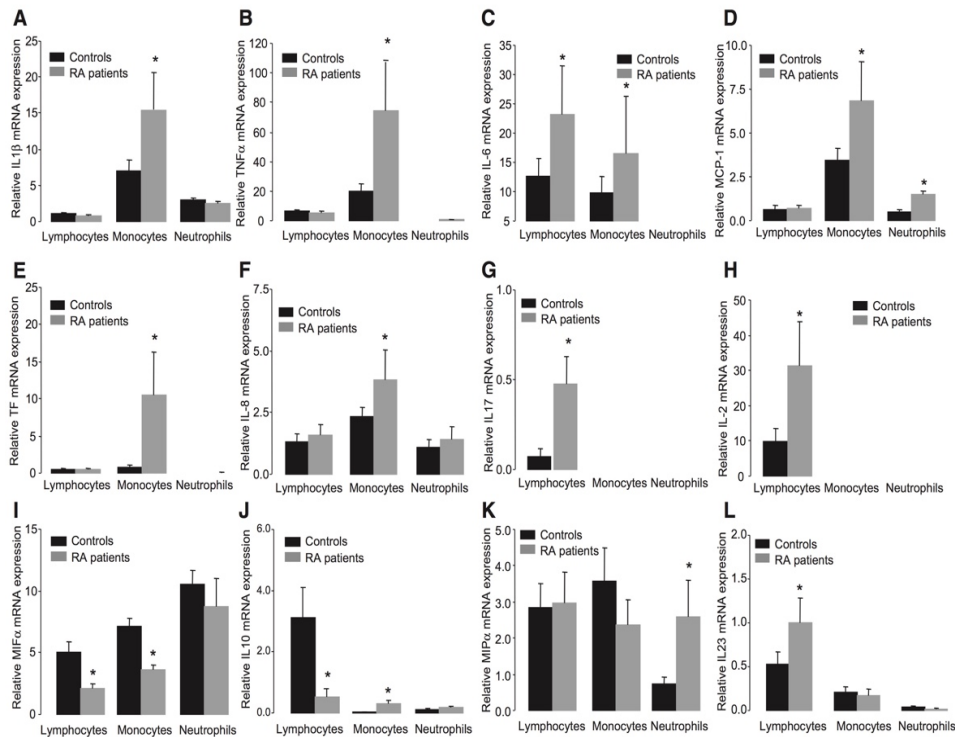 A
Relative IL1β mRNA expression
25
20
15
10
5
0
Controls
RA patients
*
Lymphocytes Monocytes Neutrophils
B
Relative TNFα mRNA expression
120
100
80
60
40
20
0
Controls
RA patients
*
Lymphocytes Monocytes Neutrophils
C
Relative IL-6 mRNA expression
35
30
25
20
15
10
5
Controls
RA patients
* *
Lymphocytes Monocytes Neutrophils
D
Relative MCP-1 mRNA expression
10.0
7.5
5.0
2.5
0.0
Controls
RA patients
* *
Lymphocytes Monocytes Neutrophils
E
Relative TF mRNA expression
25
20
15
10
5
0
Controls
RA patients
*
Lymphocytes Monocytes Neutrophils
F
Relative IL-8 mRNA expression
7.5
5.0
2.5
0.0
Controls
RA patients
*
Lymphocytes Monocytes Neutrophils
G
Relative IL17 mRNA expression
1.0
0.5
0.0
Controls
RA patients
*
Lymphocytes Monocytes Neutrophils
H
Relative IL-2 mRNA expression
50
40
30
20
10
0
Controls
RA patients
*
Lymphocytes Monocytes Neutrophils
I
Relative MIFα mRNA expression
15
10
5
0
Controls
RA patients
* *
Lymphocytes Monocytes Neutrophils
J
Relative IL10 mRNA expression
6.0
4.0
2.0
0.0
Controls
RA patients
* *
Lymphocytes Monocytes Neutrophils
K
Relative MIPα mRNA expression
5.0
4.0
3.0
2.0
1.0
0.0
Controls
RA patients
*
Lymphocytes Monocytes Neutrophils
L
Relative IL23 mRNA expression
2.0
1.5
1.0
0.5
0.0
Controls
RA patients
*
Lymphocytes Monocytes Neutrophils